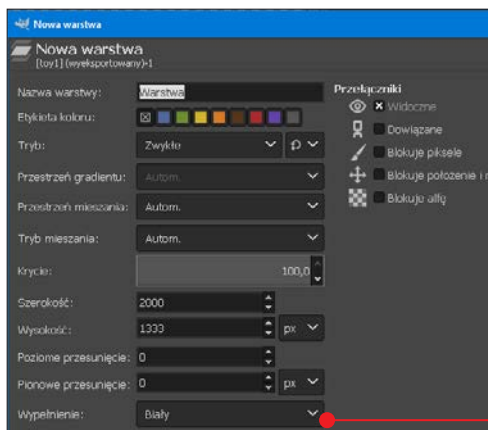 Nowa warstwa
Nowa warstwa
[toy1] (wyeksportowany)-1
Nazwa warstwy: Warstwa
Etykieta koloru:
Tryb: Zwykłe
Przestrzeń gradientu: Autom.
Przestrzeń mieszania: Autom.
Tryb mieszania: Autom.
Krycie: 100,0
Szerokość: 2000
Wysokość: 1333 px
Poziome przesunięcie: 0
Pionowe przesunięcie: 0 px
Wypełnienie: Biały
Przełączniki
Widoczne
Dowiązane
Blokuje piksele
Blokuje położenie i
Blokuje alfę